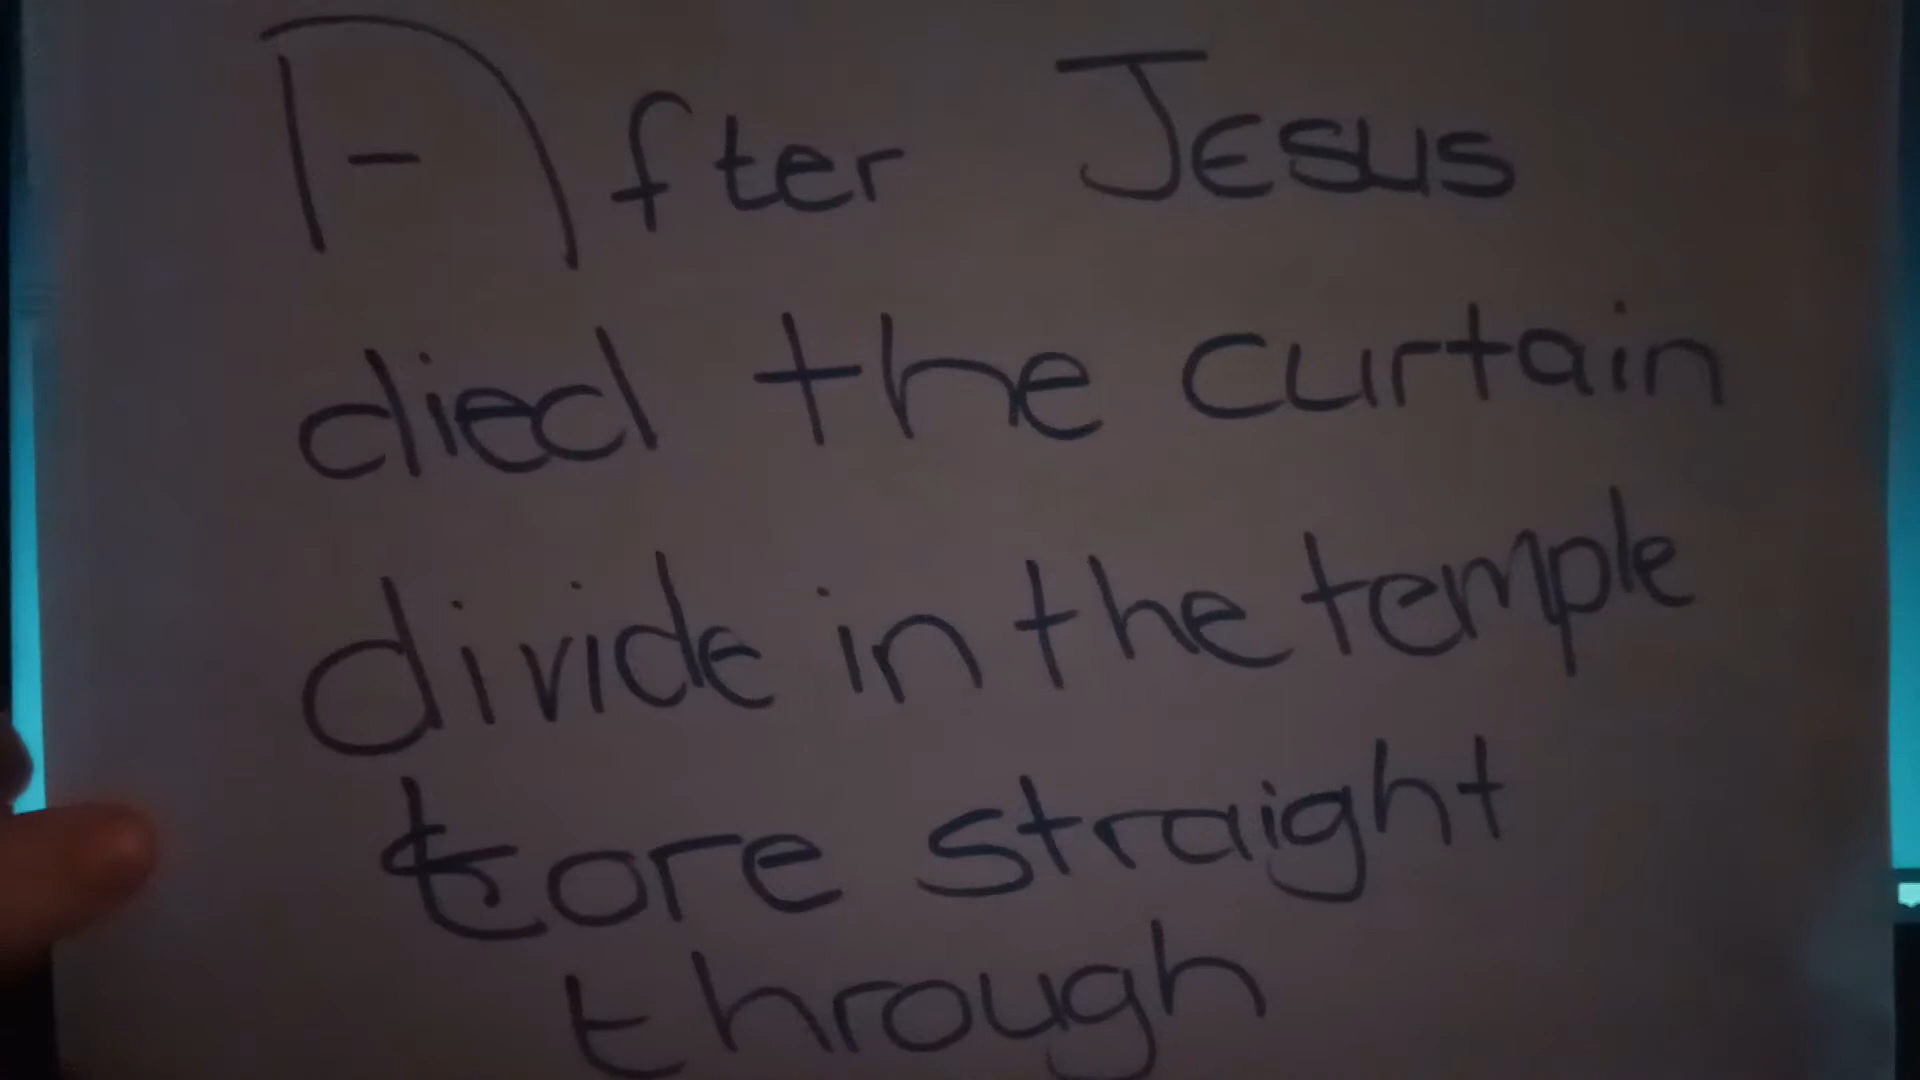 After Jesus
died the curtain
divide in the temple
tore straight
through